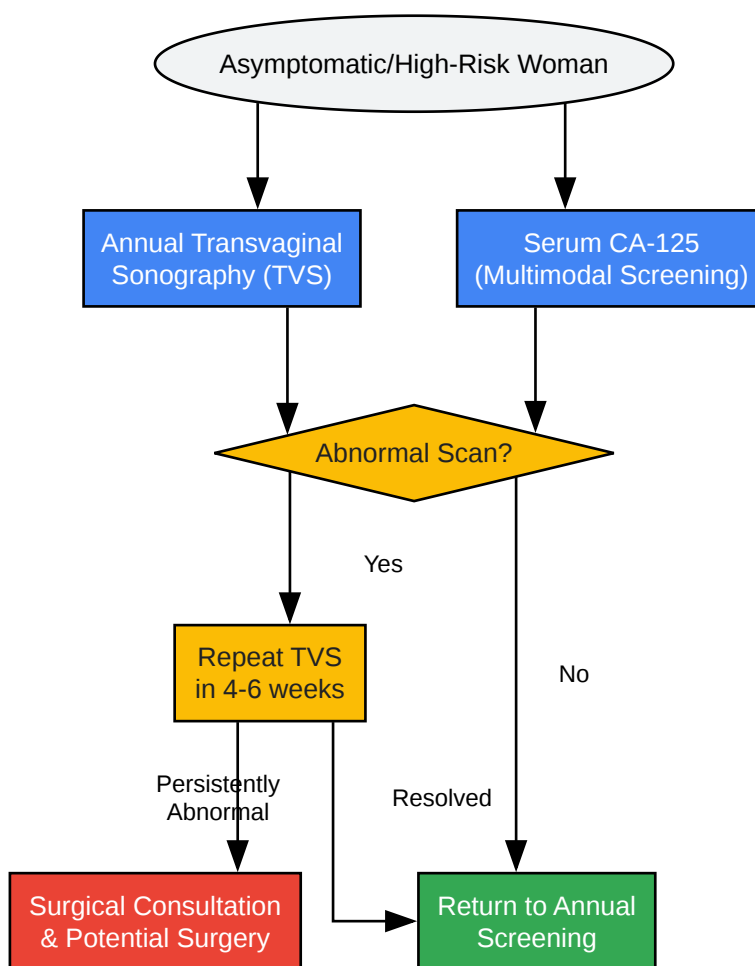 Asymptomatic/High-Risk Woman
Annual Transvaginal
Sonography (TVS)
Serum CA-125
(Multimodal Screening)
Abnormal Scan?
Yes
Repeat TVS
in 4-6 weeks
No
Persistently
Abnormal
Resolved
Surgical Consultation
& Potential Surgery
Return to Annual
Screening